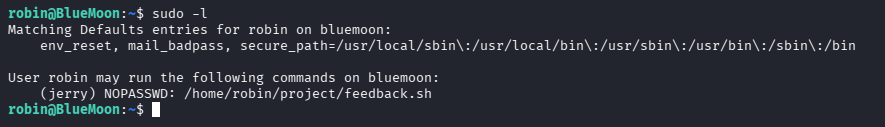 robin@BlueMoon:~$ sudo -l
Matching Defaults entries for robin on bluemoon:
    env_reset, mail_badpass, secure_path=/usr/local/sbin\:/usr/local/bin\:/usr/sbin\:/usr/bin\:/sbin\:/bin

User robin may run the following commands on bluemoon:
    (jerry) NOPASSWD: /home/robin/project/feedback.sh
robin@BlueMoon:~$